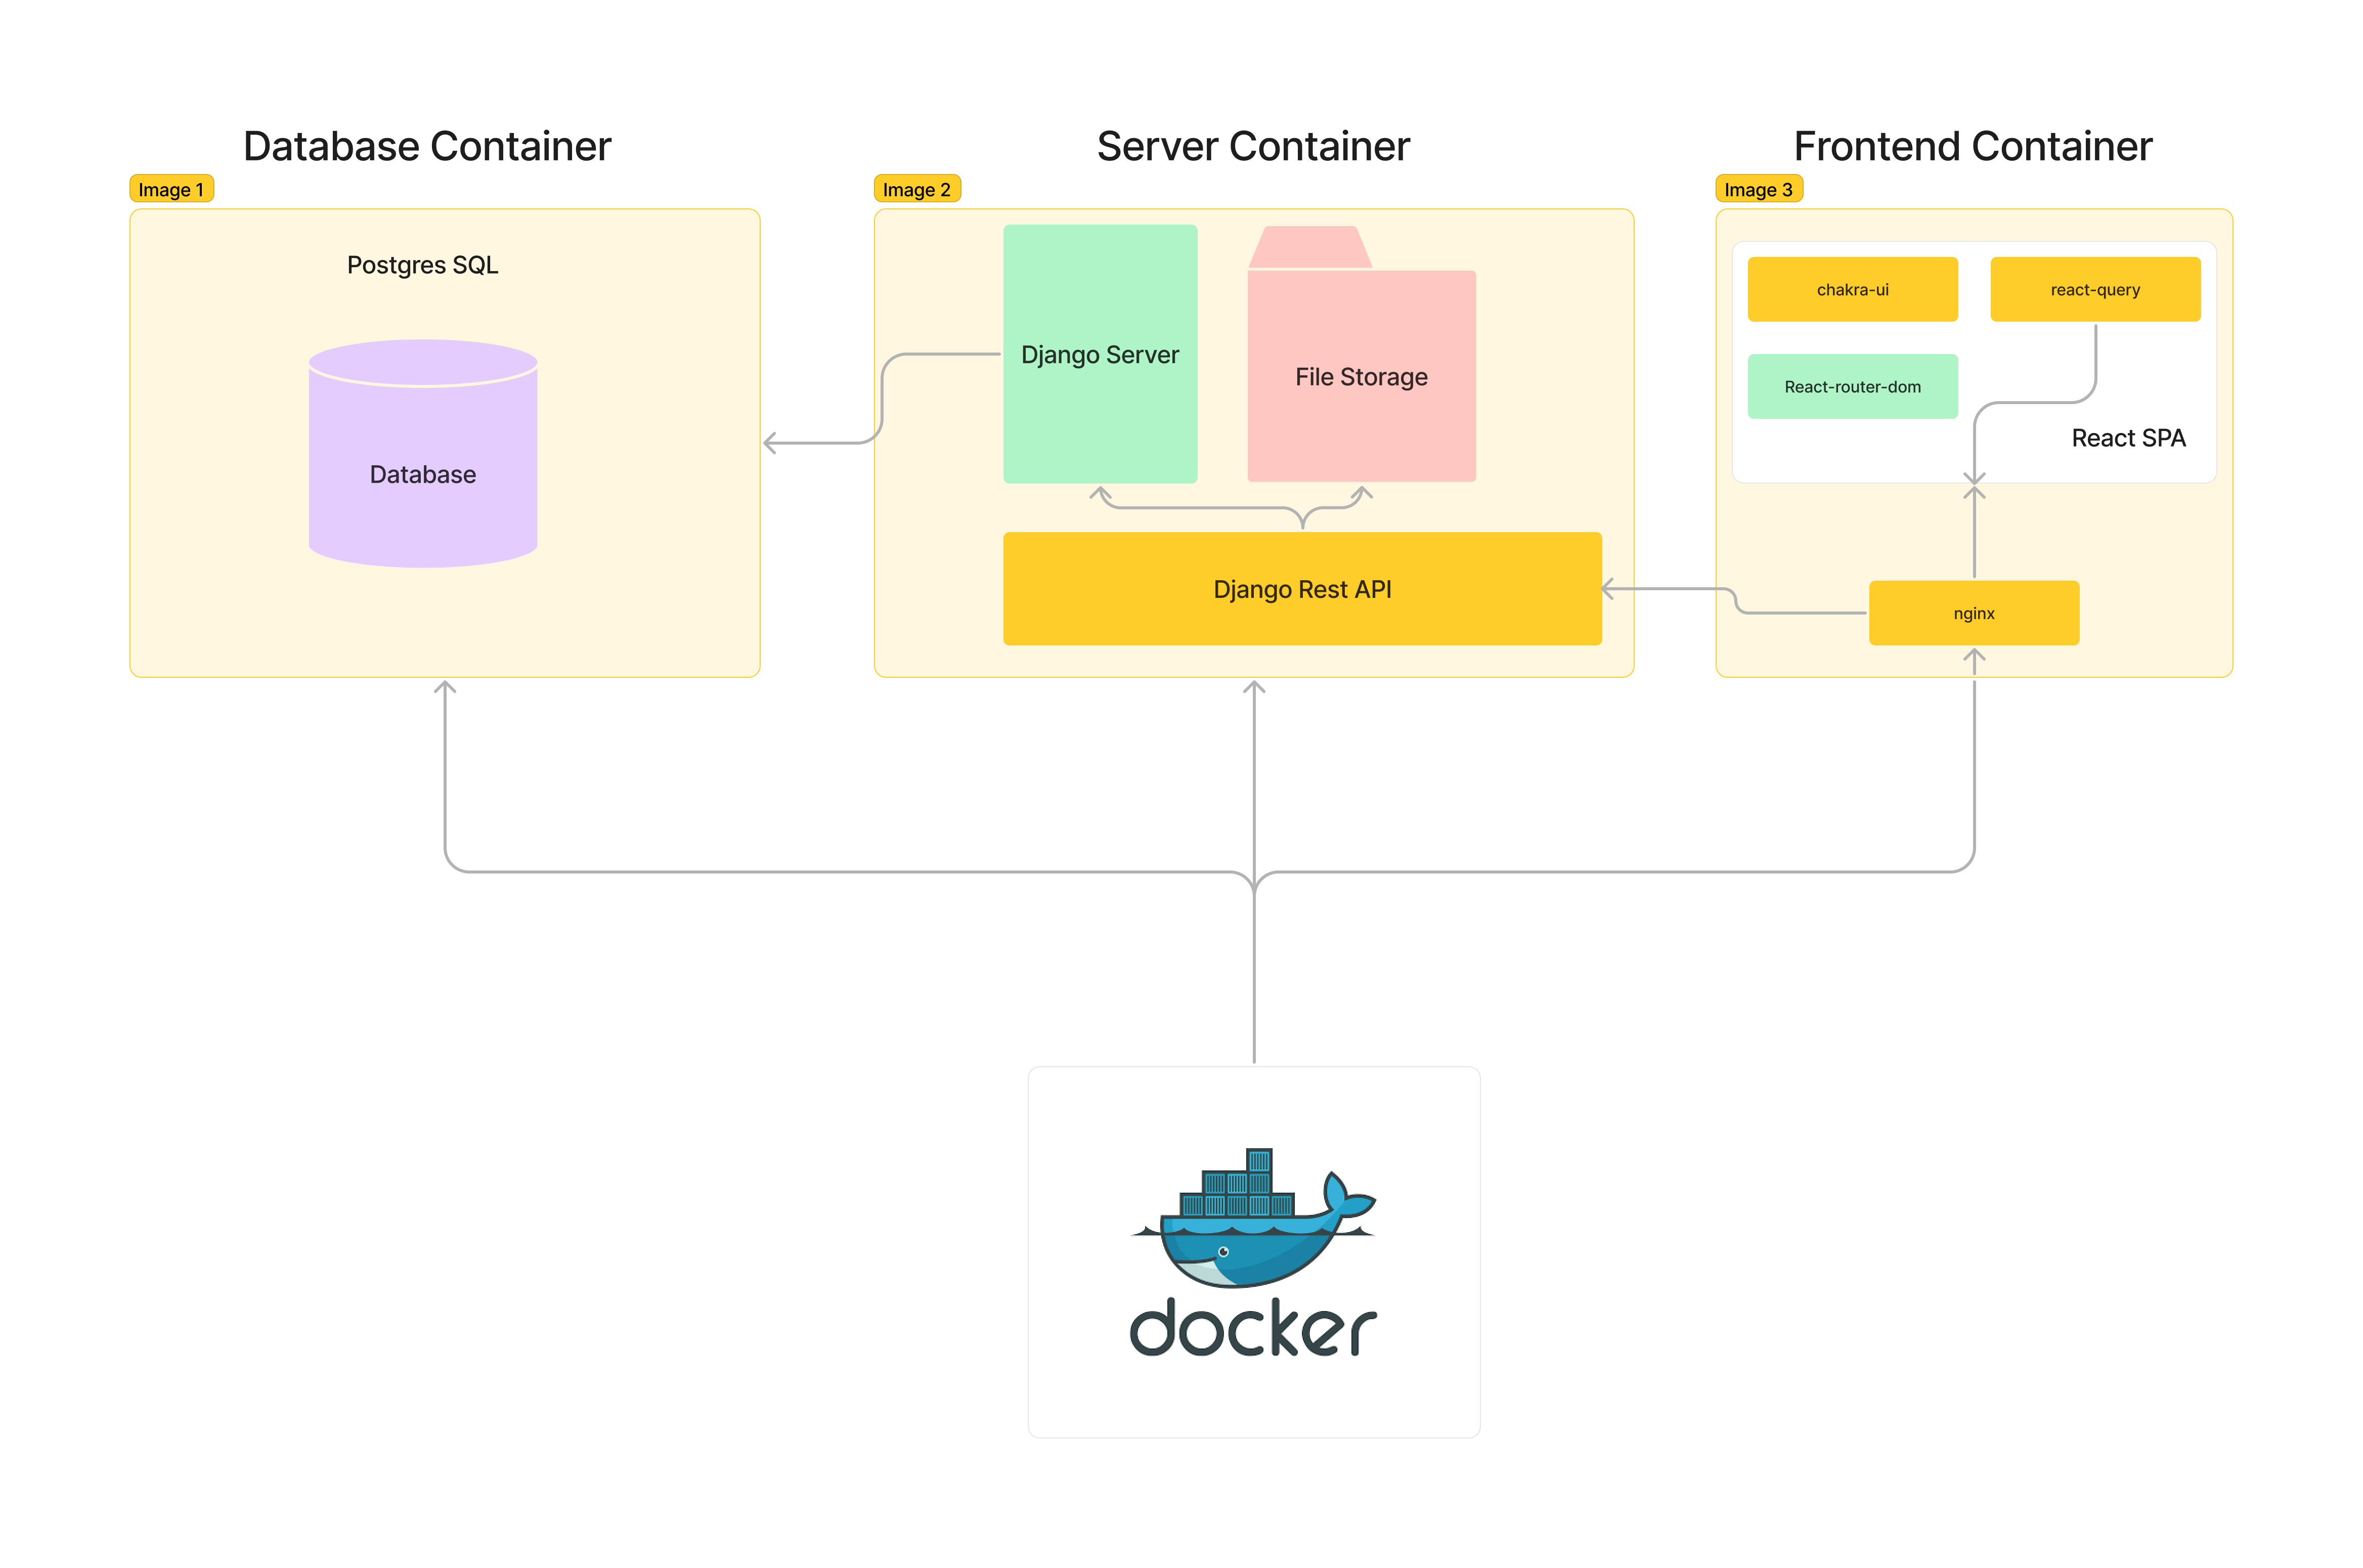 Database Container
Image 1
Postgres SQL
Database
Server Container
Image 2
Django Server
File Storage
Django Rest API
Frontend Container
Image 3
chakra-ui
react-query
React-router-dom
React SPA
nginx
docker